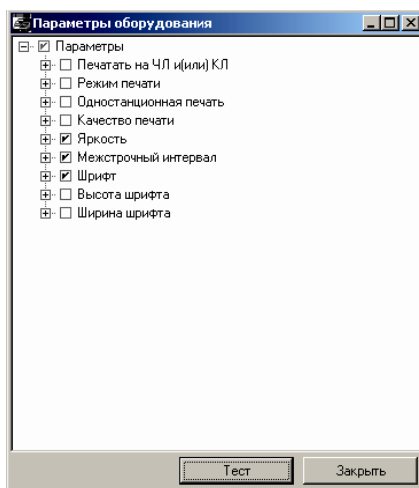 Параметры оборудования
Параметры
Печатать на ЧЛ и(или) КЛ
Режим печати
Одностанционная печать
Качество печати
Яркость
Межстрочный интервал
Шрифт
Высота шрифта
Ширина шрифта
Тест
Закрыть